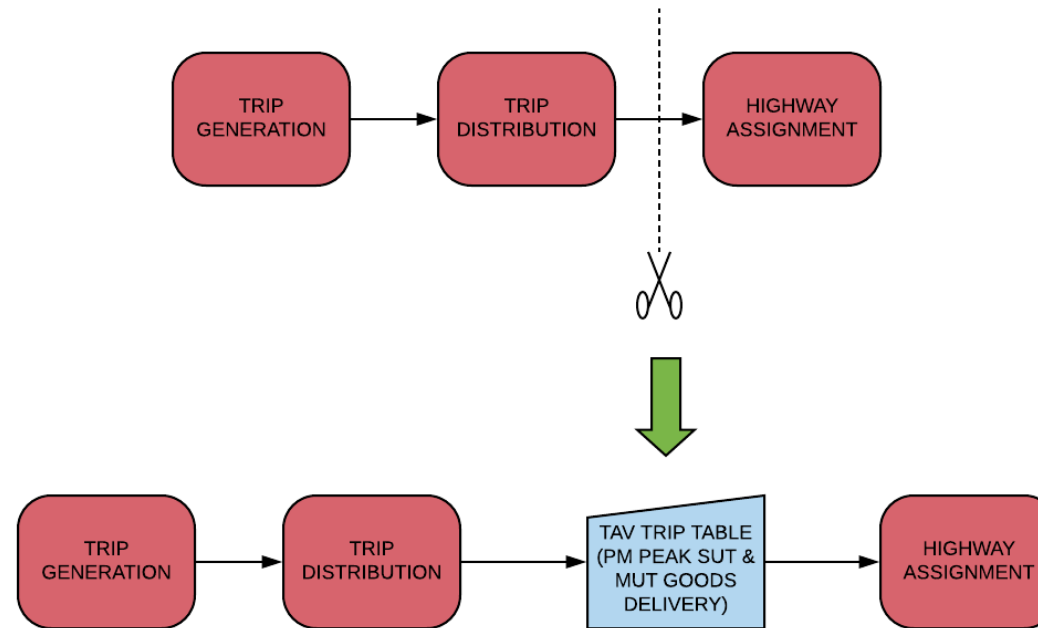 TRIP
GENERATION
TRIP
DISTRIBUTION
HIGHWAY
ASSIGNMENT
TRIP
GENERATION
TRIP
DISTRIBUTION
TAV TRIP TABLE
(PM PEAK SUT &
MUT GOODS
DELIVERY)
HIGHWAY
ASSIGNMENT